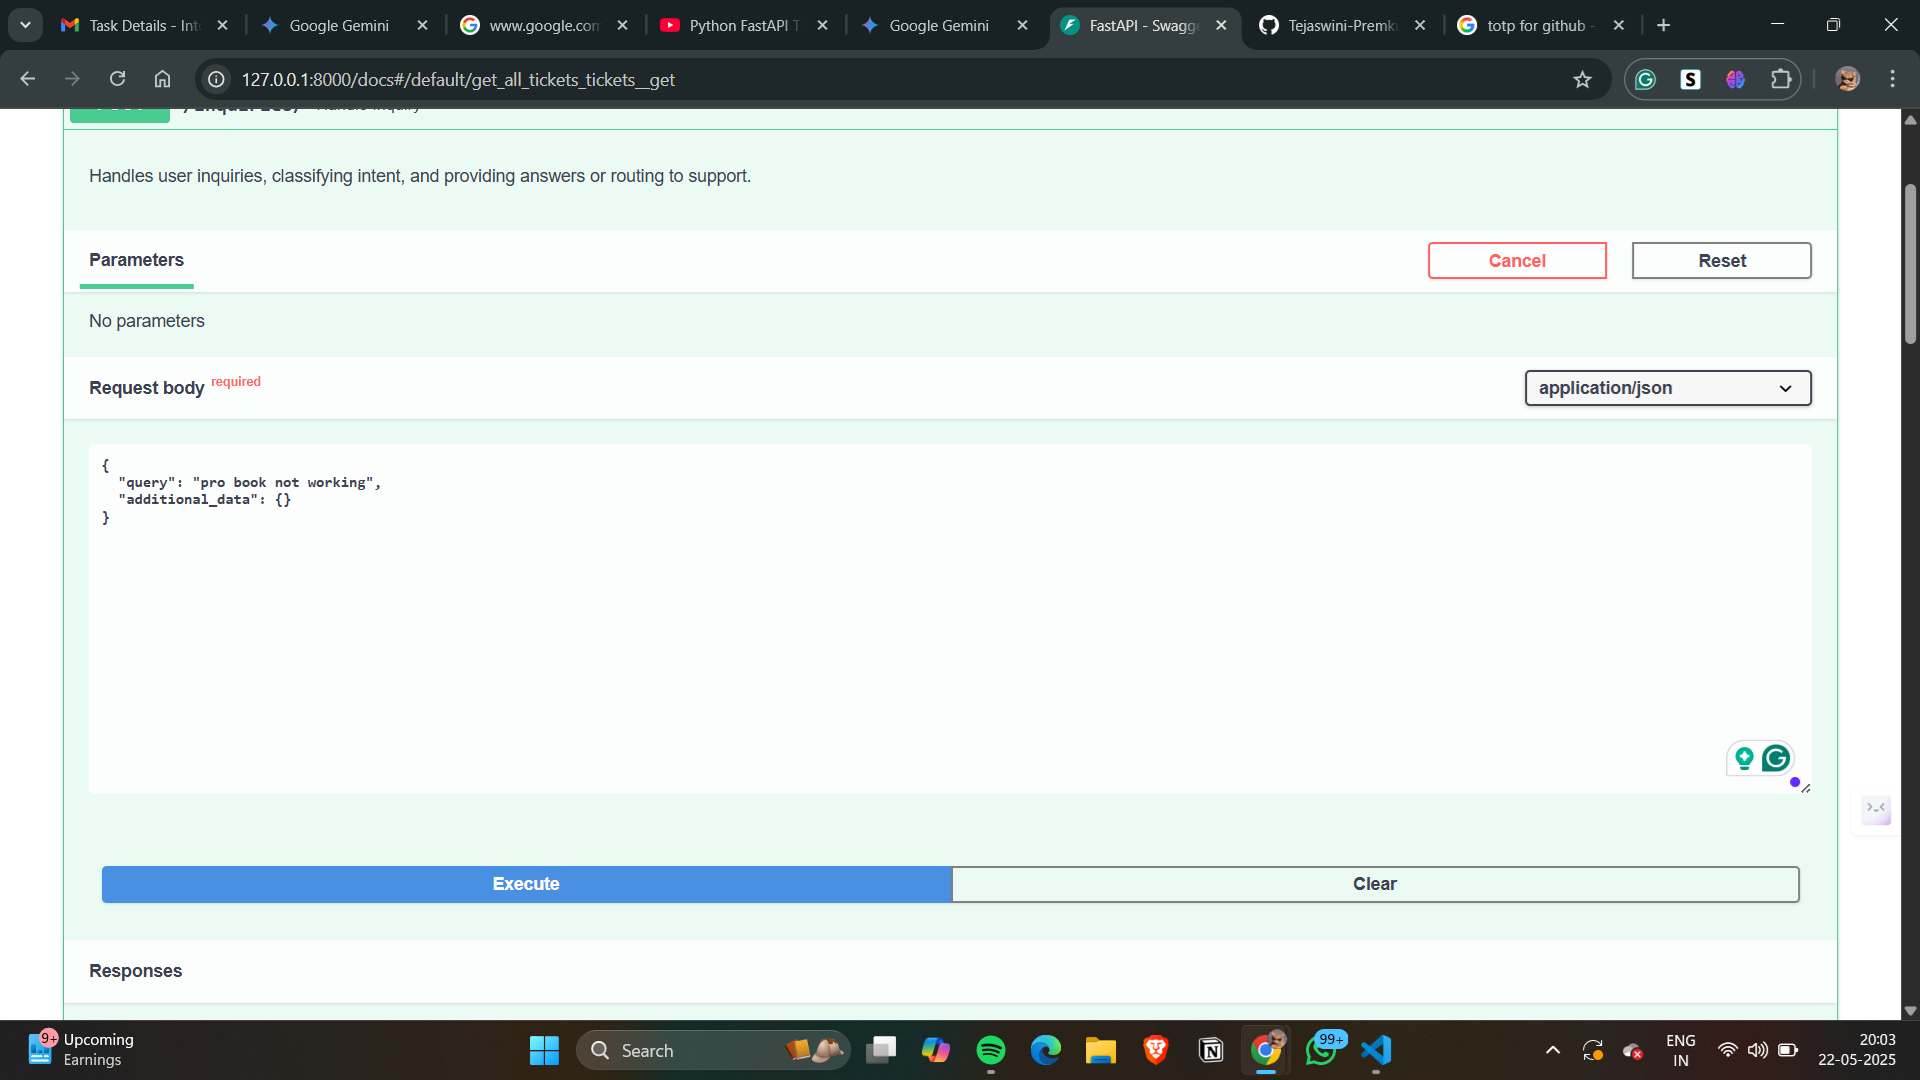 Task Details - Int
Google Gemini
www.google.com
Python FastAPI T
Google Gemini
FastAPI - Swagge
Tejaswini-Premk
totp for github -
127.0.0.1:8000/docs#/default/get_all_tickets_tickets__get
Handles user inquiries, classifying intent, and providing answers or routing to support.
Parameters
Cancel
Reset
No parameters
Request body required
application/json
{
"query": "pro book not working",
"additional_data": {}
}
Execute
Clear
Responses
9+
Upcoming
Earnings
Search
99+
ENG
IN
20:03
22-05-2025